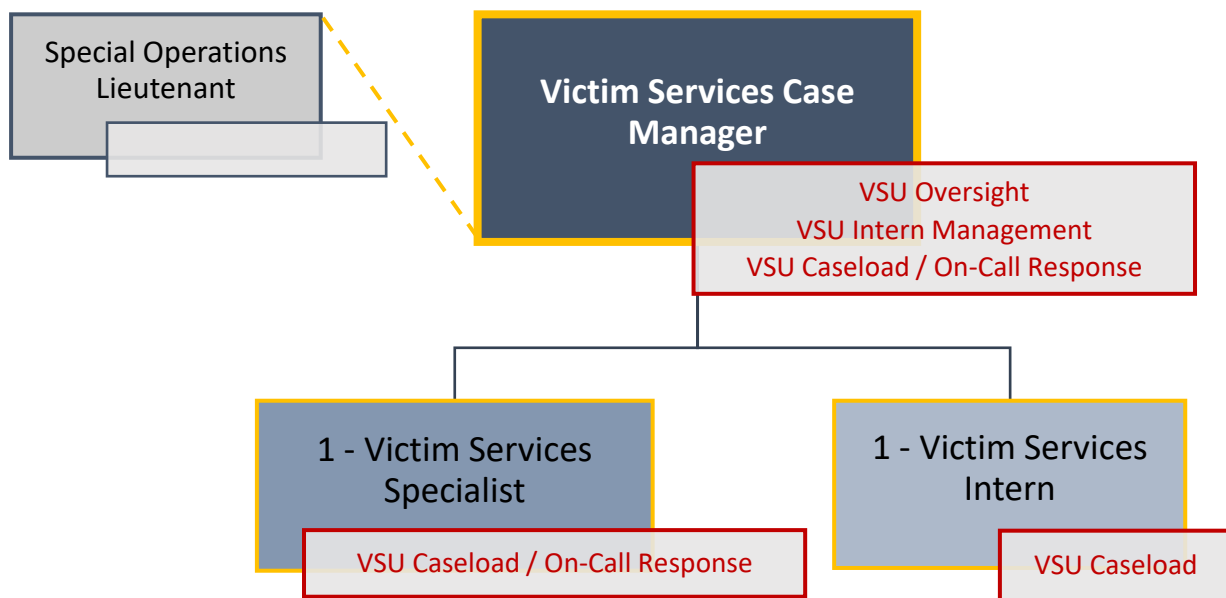 Special Operations
Lieutenant
Victim Services Case
Manager
VSU Oversight
VSU Intern Management
VSU Caseload / On-Call Response
1 - Victim Services
Specialist
VSU Caseload / On-Call Response
1 - Victim Services
Intern
VSU Caseload